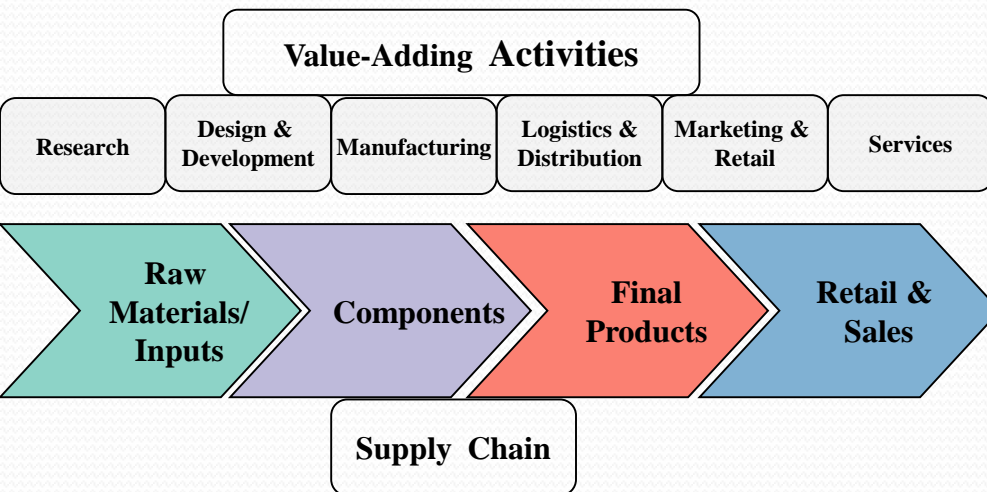 Value-Adding Activities
Research
Design &
Development
Manufacturing
Logistics &
Distribution
Marketing &
Retail
Services
Raw
Materials/
Inputs
Components
Final
Products
Retail &
Sales
Supply Chain